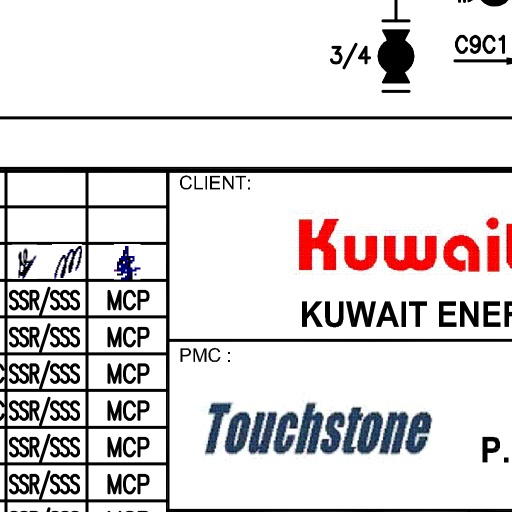 3/4
C9C1
CLIENT:
Kuwait
KUWAIT ENER
SSR/SSS MCP
SSR/SSS MCP
PMC :
SSR/SSS MCP
SSR/SSS MCP
Touchstone
P.
SSR/SSS MCP
SSR/SSS MCP